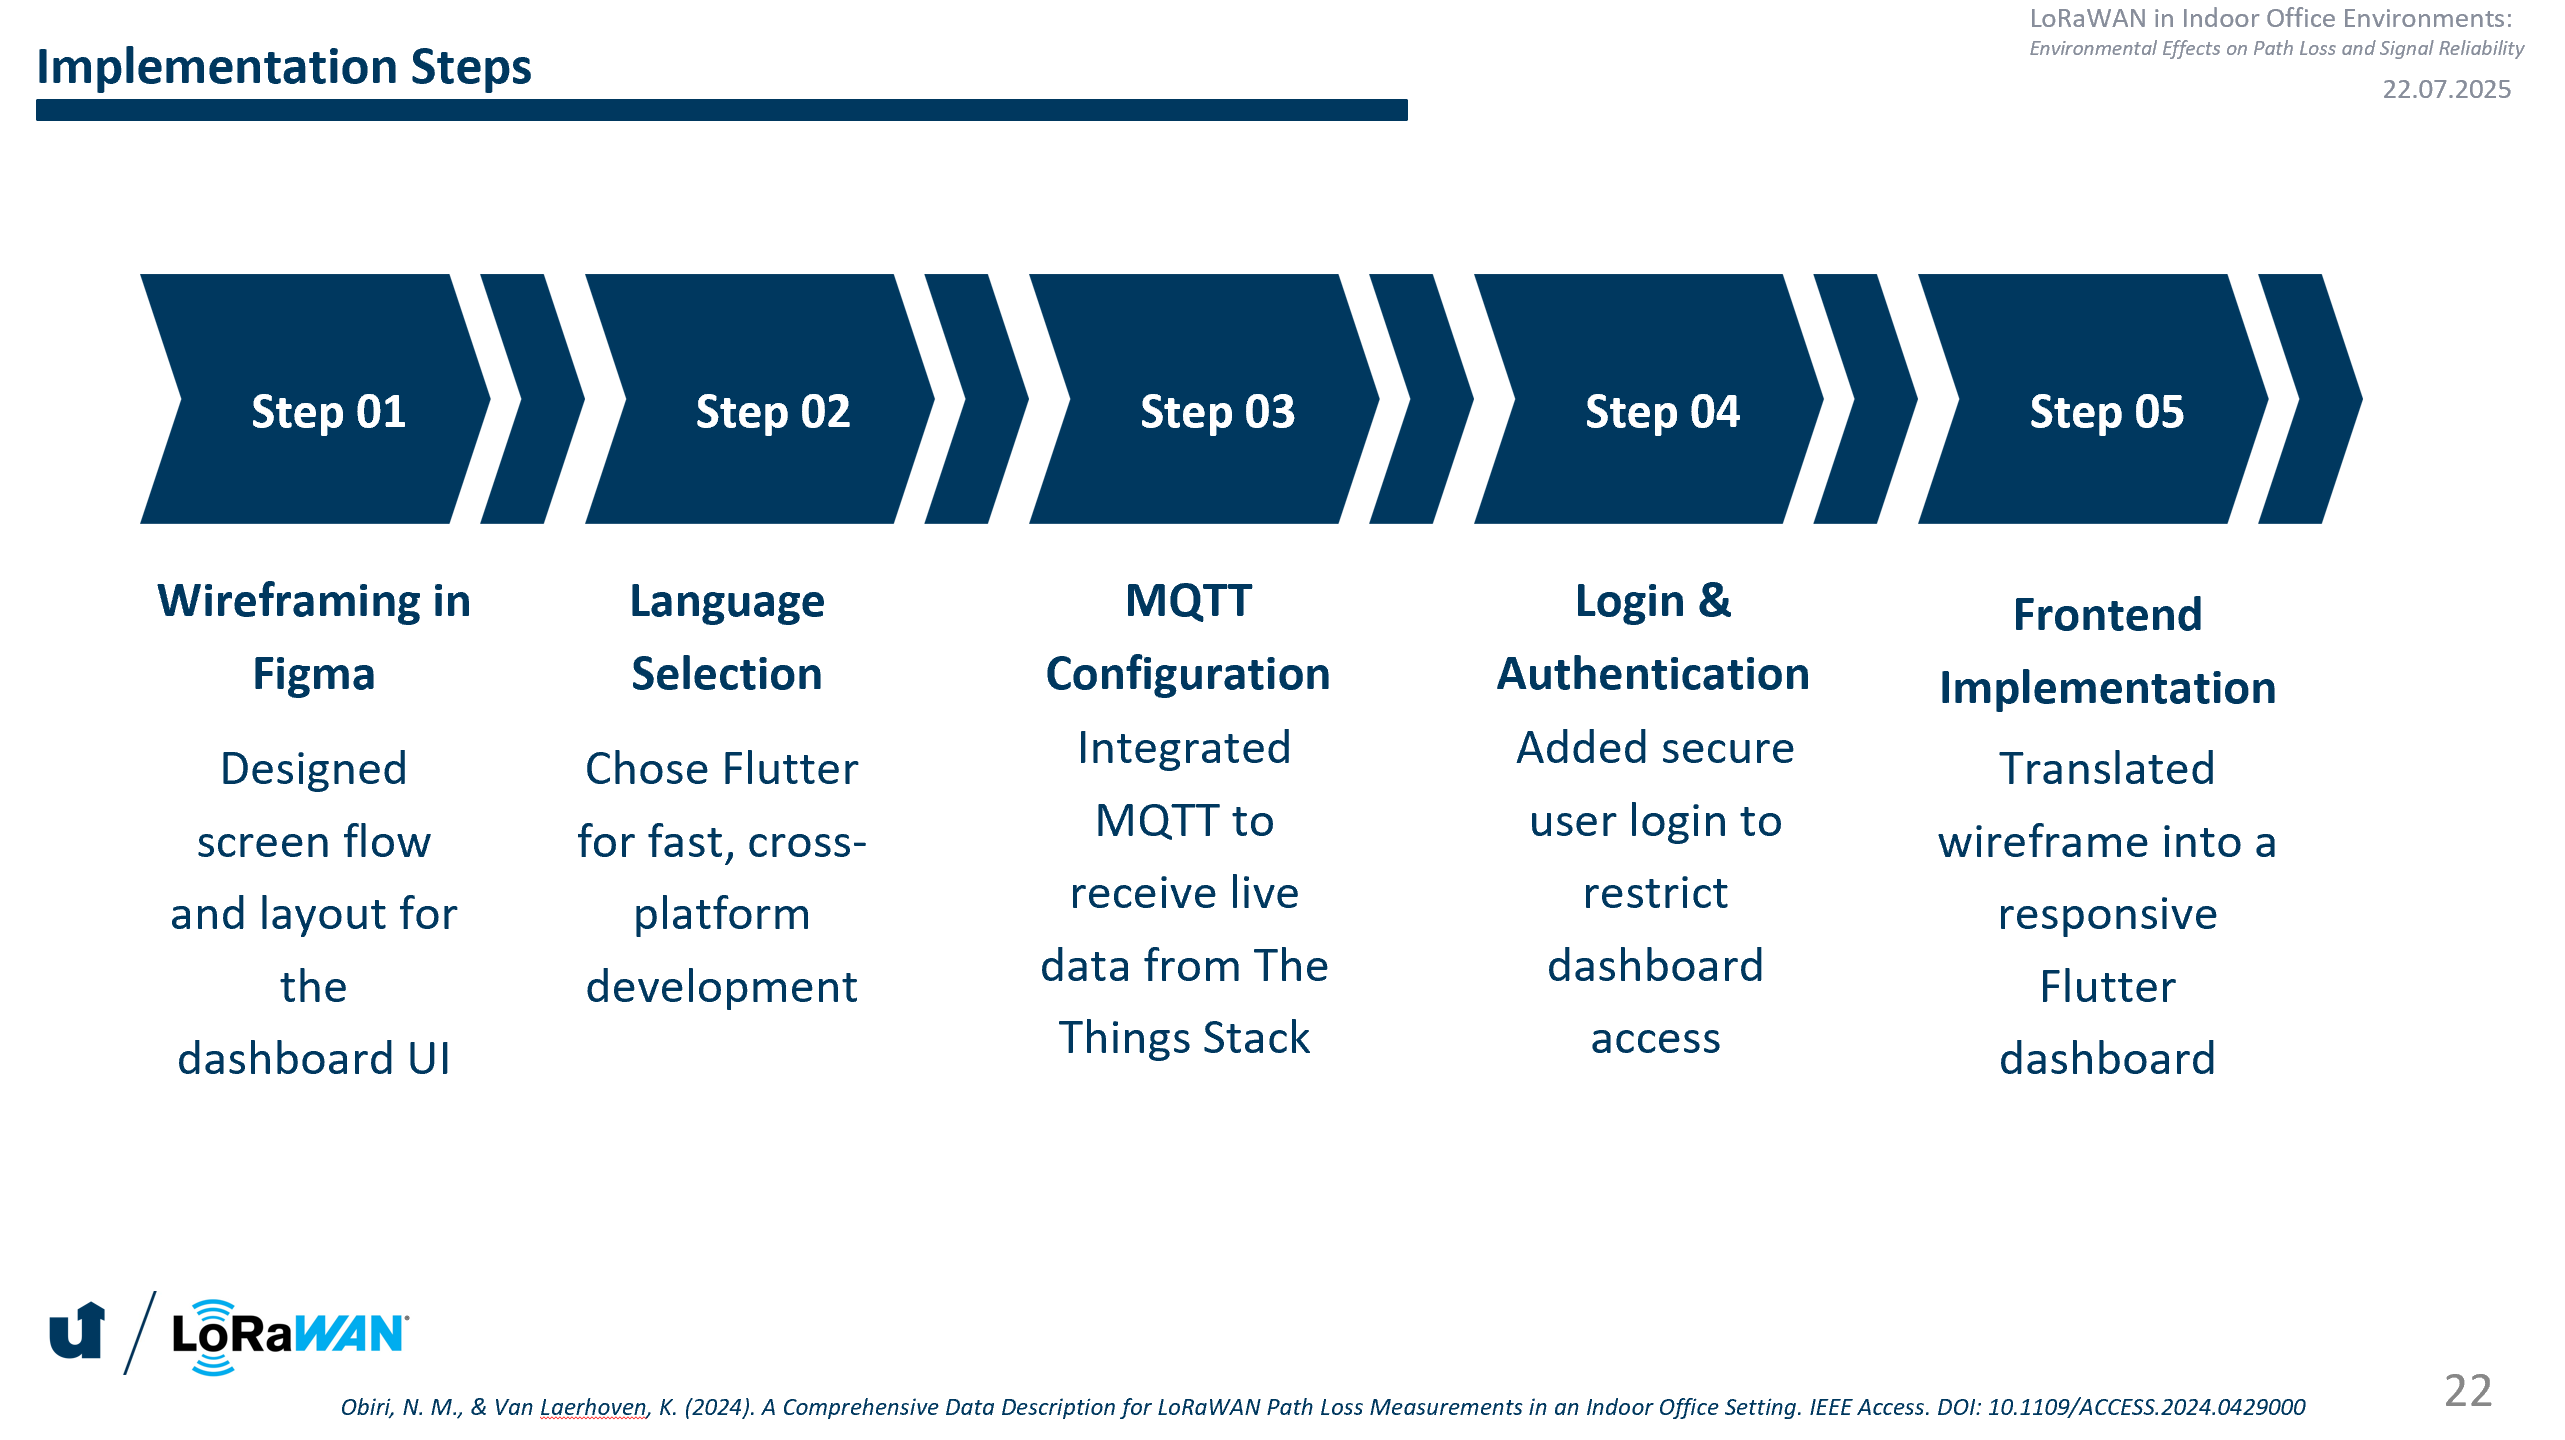 Implementation Steps
LoRaWAN in Indoor Office Environments:
Environmental Effects on Path Loss and Signal Reliability
22.07.2025
Step 01
Step 02
Step 03
Step 04
Step 05
Wireframing in
Figma
Designed
screen flow
and layout for
the
dashboard UI
Language
Selection
Chose Flutter
for fast, cross-
platform
development
MQTT
Configuration
Integrated
MQTT to
receive live
data from The
Things Stack
Login &
Authentication
Added secure
user login to
restrict
dashboard
access
Frontend
Implementation
Translated
wireframe into a
responsive
Flutter
dashboard
LoRaWAN
Obiri, N. M., & Van Laerhoven, K. (2024). A Comprehensive Data Description for LoRaWAN Path Loss Measurements in an Indoor Office Setting. IEEE Access. DOI: 10.1109/ACCESS.2024.0429000
22